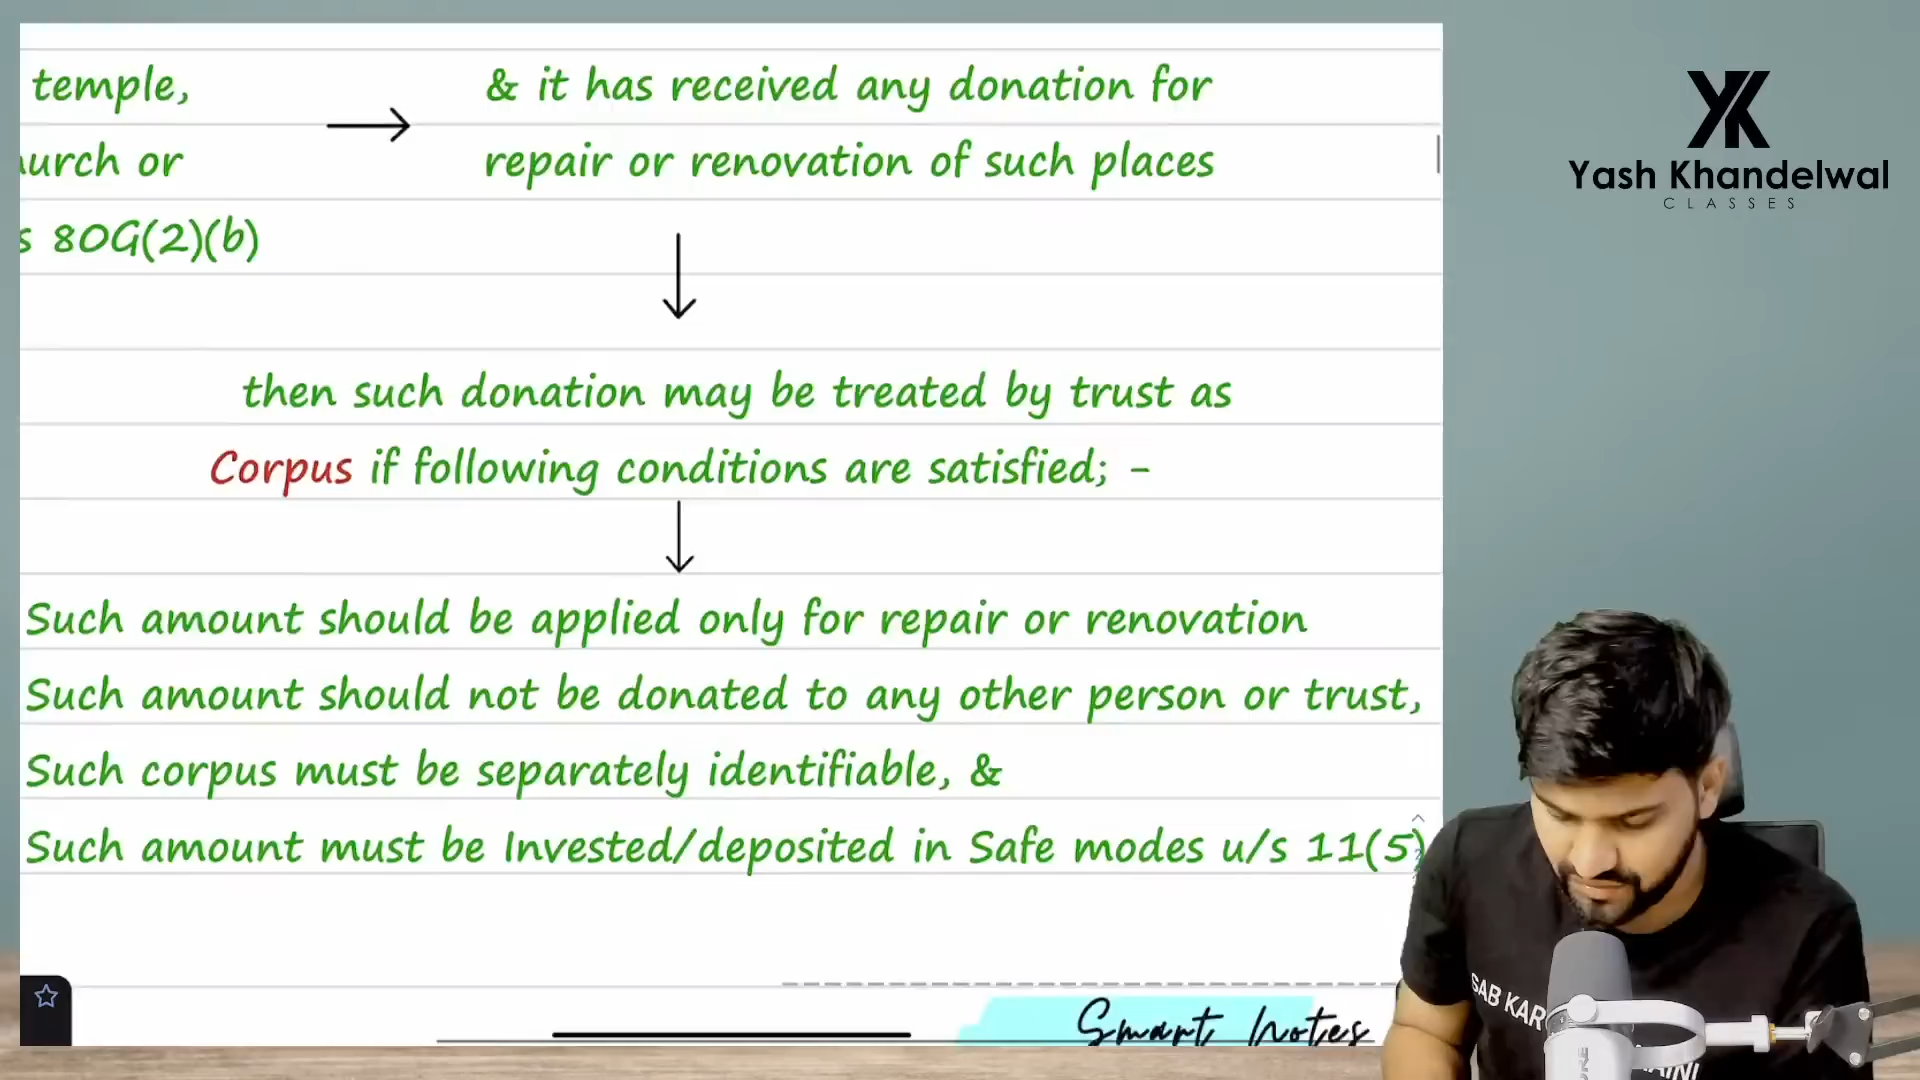 temple,
& it has received any donation for
church or
repair or renovation of such places
s 80G(2)(b)
then such donation may be treated by trust as
Corpus if following conditions are satisfied; -
Such amount should be applied only for repair or renovation
Such amount should not be donated to any other person or trust,
Such corpus must be separately identifiable, &
Such amount must be Invested/deposited in Safe modes u/s 11(5)
Smart Notes
YK
Yash Khandelwal
CLASSES
SAB KAR